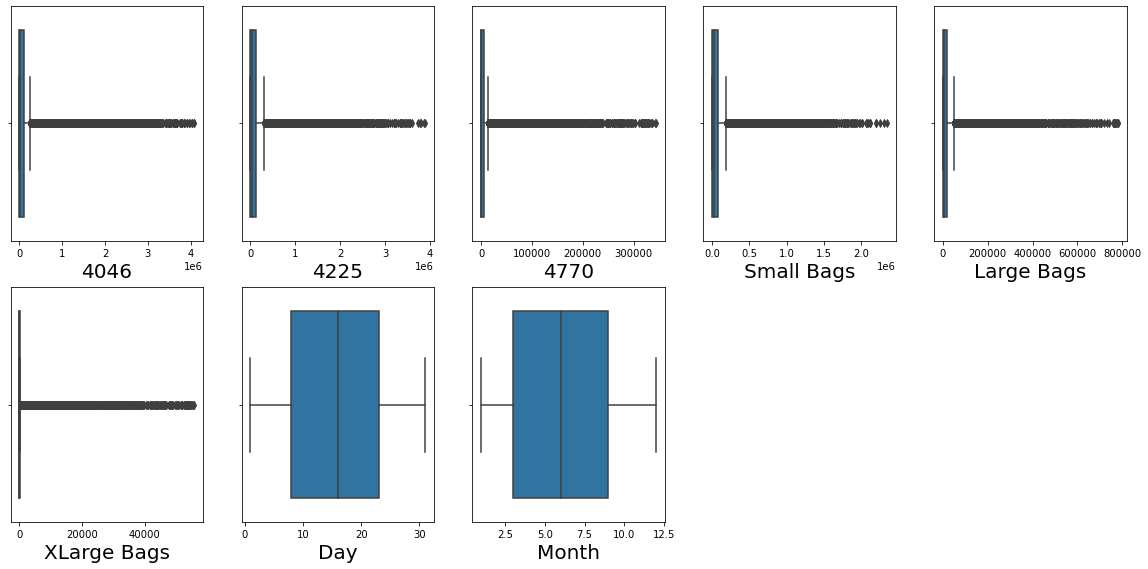 0 1 2 3 4
1e6
4046
0 1 2 3 4
1e6
4225
0 100000 200000 300000
4770
0.0 0.5 1.0 1.5 2.0
1e6
Small Bags
0 200000 400000 600000 800000
Large Bags
0 20000 40000
XLarge Bags
0 10 20 30
Day
2.5 5.0 7.5 10.0 12.5
Month